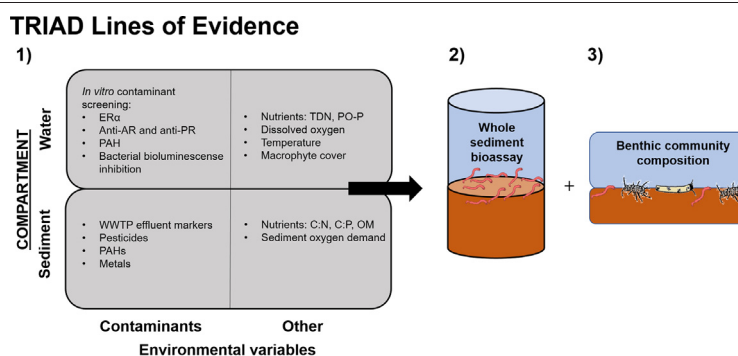 TRIAD Lines of Evidence
1)
2)
3)
COMPARTMENT
Water
Sediment
In vitro contaminant
screening:
• ERα
• Anti-AR and anti-PR
• PAH
• Bacterial bioluminescense
inhibition
• Nutrients: TDN, PO-P
• Dissolved oxygen
• Temperature
• Macrophyte cover
• WWTP effluent markers
• Pesticides
• PAHs
• Metals
• Nutrients: C:N, C:P, OM
• Sediment oxygen demand
Contaminants
Other
Environmental variables
Whole
sediment
bioassay
+
Benthic community
composition